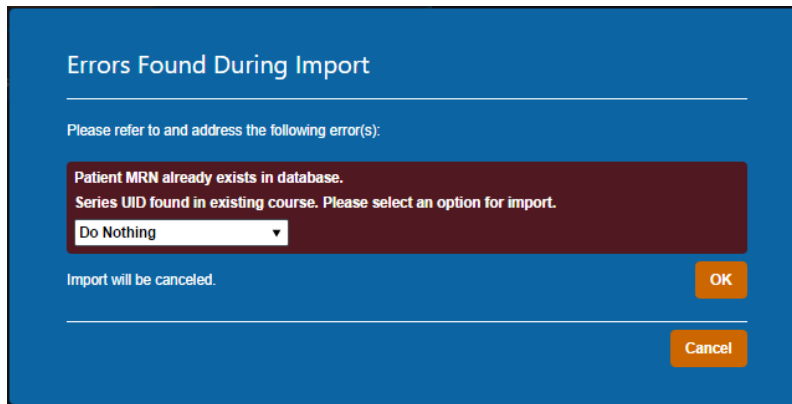 Errors Found During Import
Please refer to and address the following error(s):
Patient MRN already exists in database.
Series UID found in existing course. Please select an option for import.
Do Nothing
Import will be canceled.
OK
Cancel